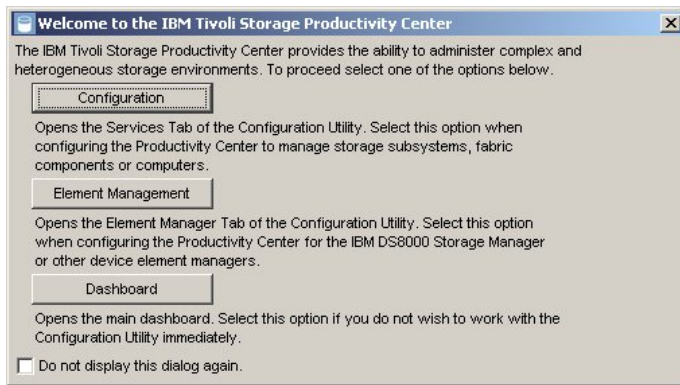 Welcome to the IBM Tivoli Storage Productivity Center
The IBM Tivoli Storage Productivity Center provides the ability to administer complex and
heterogeneous storage environments. To proceed select one of the options below.
Configuration
Opens the Services Tab of the Configuration Utility. Select this option when
configuring the Productivity Center to manage storage subsystems, fabric
components or computers.
Element Management
Opens the Element Manager Tab of the Configuration Utility. Select this option
when configuring the Productivity Center for the IBM DS8000 Storage Manager
or other device element managers.
Dashboard
Opens the main dashboard. Select this option if you do not wish to work with the
Configuration Utility immediately.
Do not display this dialog again.